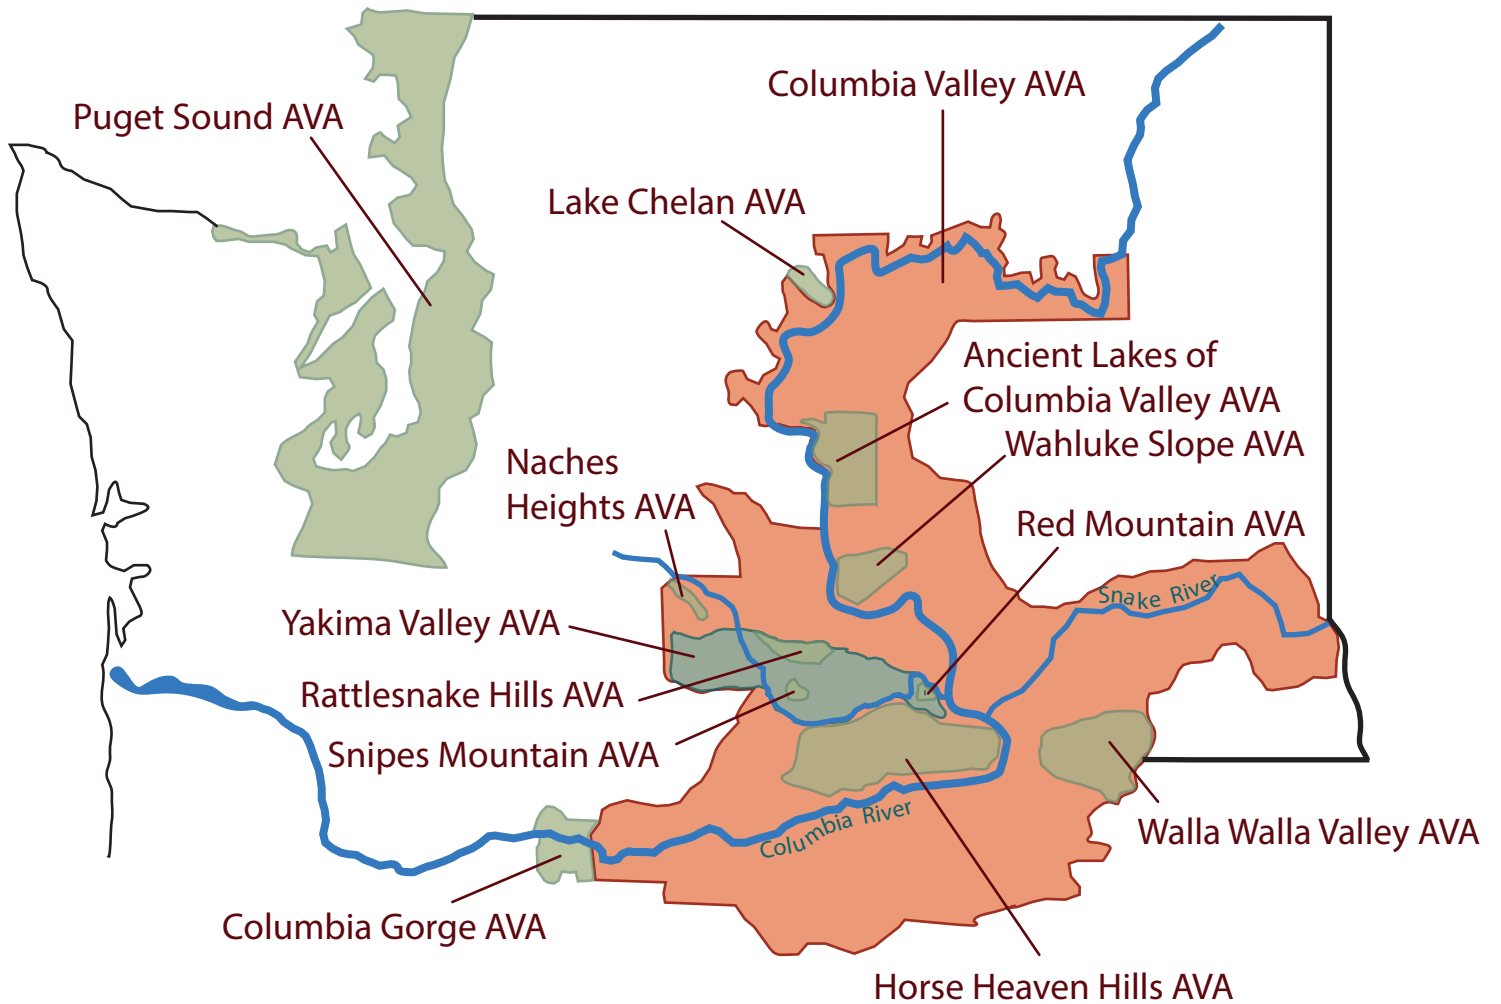 Columbia Valley AVA
Puget Sound AVA
Lake Chelan AVA
Ancient Lakes of
Columbia Valley AVA
Wahluke Slope AVA
Naches
Heights AVA
Red Mountain AVA
Snake River
Yakima Valley AVA
Rattlesnake Hills AVA
Snipes Mountain AVA
Columbia River
Walla Walla Valley AVA
Columbia Gorge AVA
Horse Heaven Hills AVA